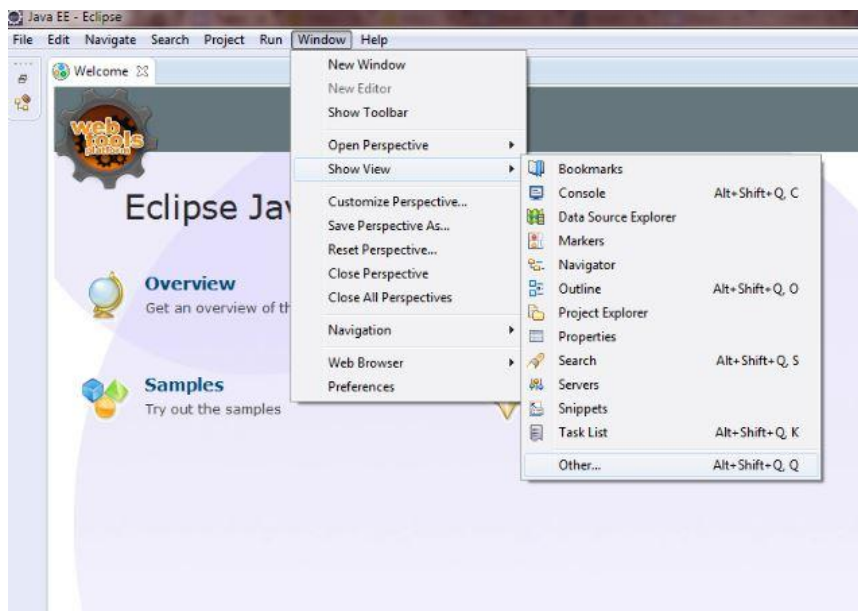 Java EE - Eclipse
File Edit Navigate Search Project Run Window Help
Welcome
web
tools
platform
Eclipse Jav
Overview
Get an overview of th
Samples
Try out the samples
New Window
New Editor
Show Toolbar
Open Perspective
Show View
Customize Perspective...
Save Perspective As...
Reset Perspective...
Close Perspective
Close All Perspectives
Navigation
Web Browser
Preferences
Bookmarks
Console Alt+Shift+Q, C
Data Source Explorer
Markers
Navigator
Outline Alt+Shift+Q, O
Project Explorer
Properties
Search Alt+Shift+Q, S
Servers
Snippets
Task List Alt+Shift+Q, K
Other... Alt+Shift+Q, Q